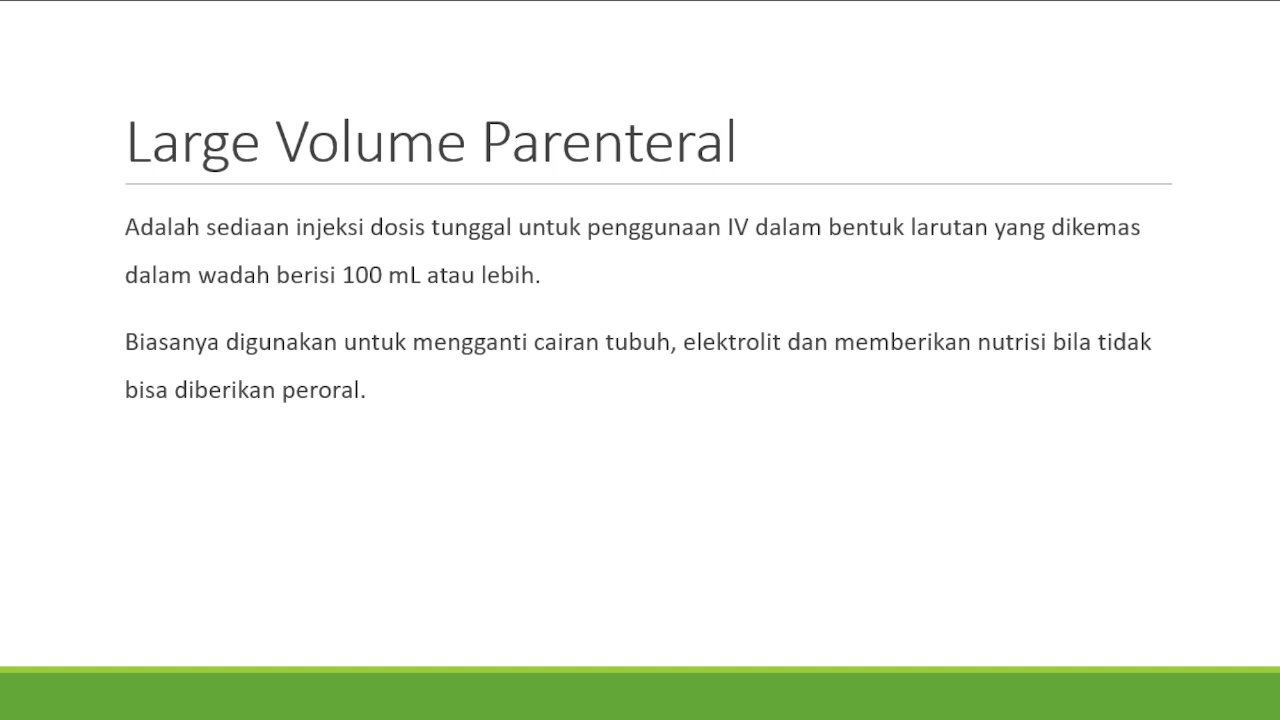 Large Volume Parenteral
Adalah sediaan injeksi dosis tunggal untuk penggunaan IV dalam bentuk larutan yang dikemas
dalam wadah berisi 100 mL atau lebih.
Biasanya digunakan untuk mengganti cairan tubuh, elektrolit dan memberikan nutrisi bila tidak
bisa diberikan peroral.